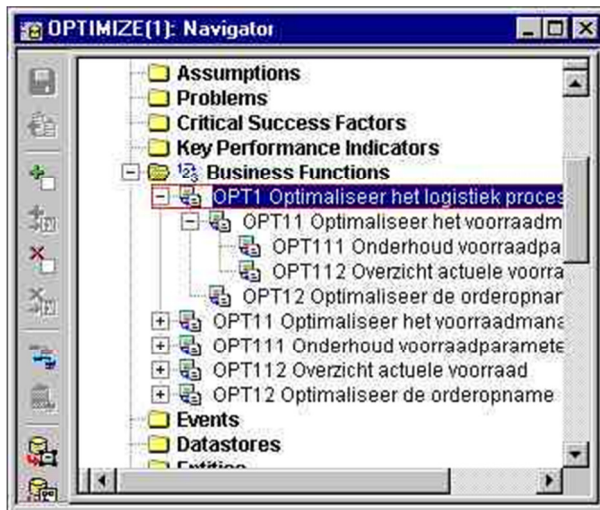 OPTIMIZE(1): Navigator
Assumptions
Problems
Critical Success Factors
Key Performance Indicators
Business Functions
OPT1 Optimaliseer het logistiek proces
OPT11 Optimaliseer het voorraadm
OPT111 Onderhoud voorraadpa
OPT112 Overzicht actuele voorra
OPT12 Optimaliseer de orderopnar
OPT11 Optimaliseer het voorraadmana
OPT111 Onderhoud voorraadparamete
OPT112 Overzicht actuele voorraad
OPT12 Optimaliseer de orderopname
Events
Datastores
Entities